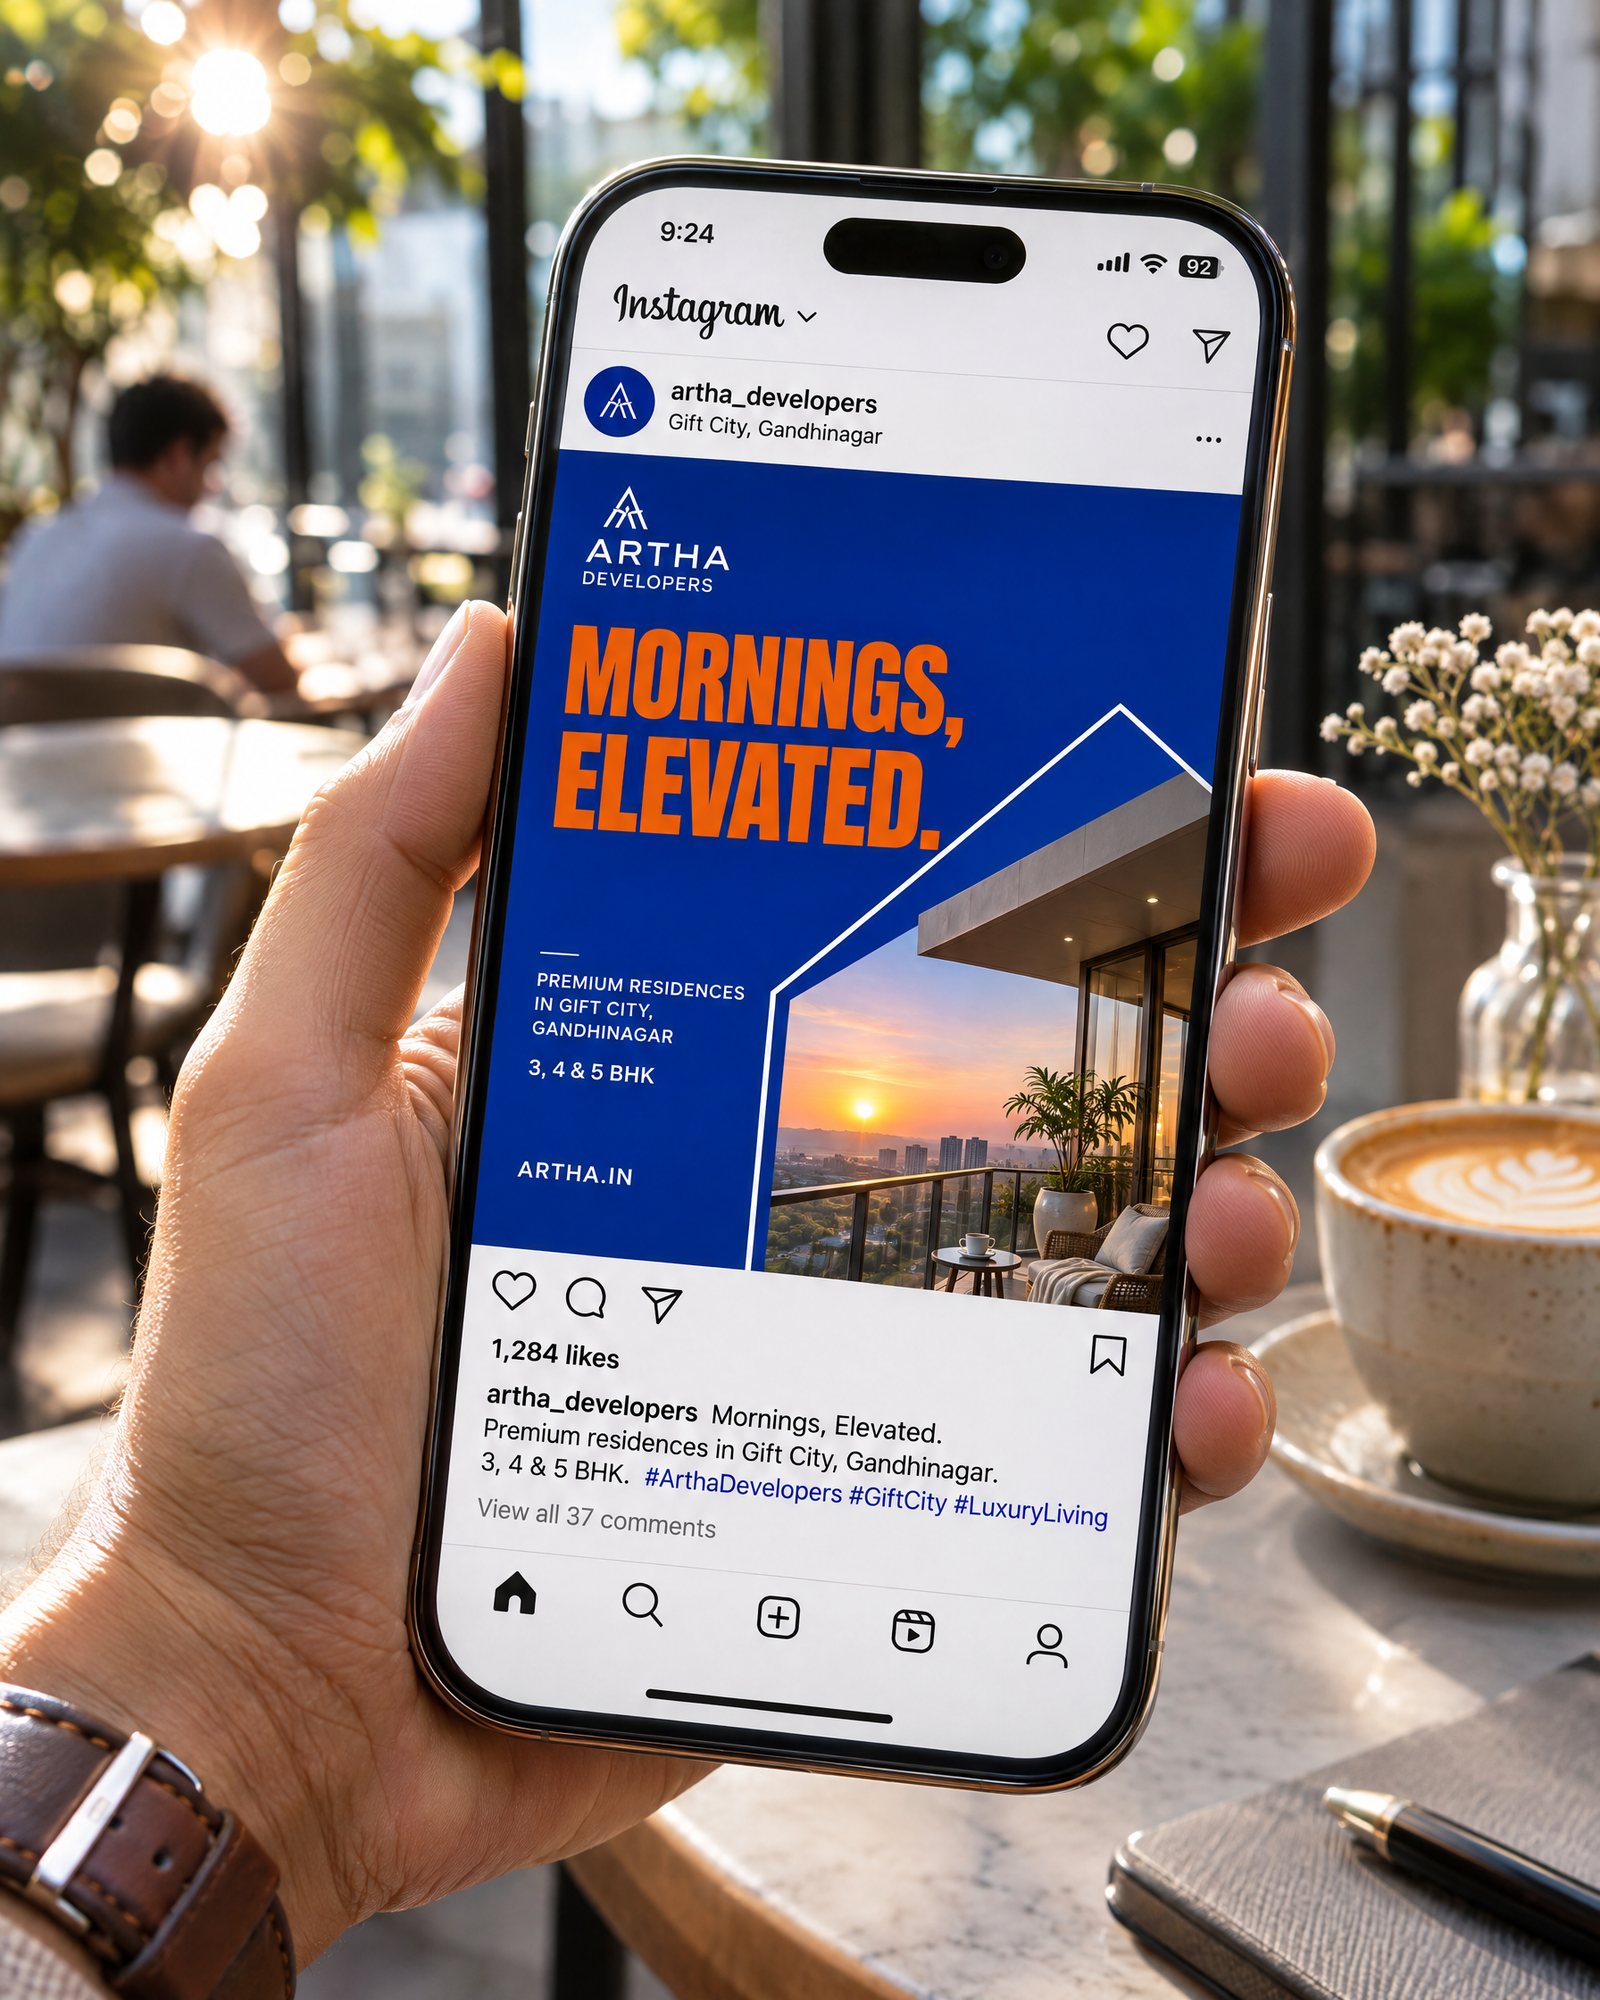 9:24
92
Instagram
artha_developers
Gift City, Gandhinagar
ARTHA
DEVELOPERS
MORNINGS,
ELEVATED.
PREMIUM RESIDENCES
IN GIFT CITY,
GANDHINAGAR
3, 4 & 5 BHK
ARTHA.IN
1,284 likes
artha_developers Mornings, Elevated.
Premium residences in Gift City, Gandhinagar.
3, 4 & 5 BHK. #ArthaDevelopers #GiftCity #LuxuryLiving
View all 37 comments